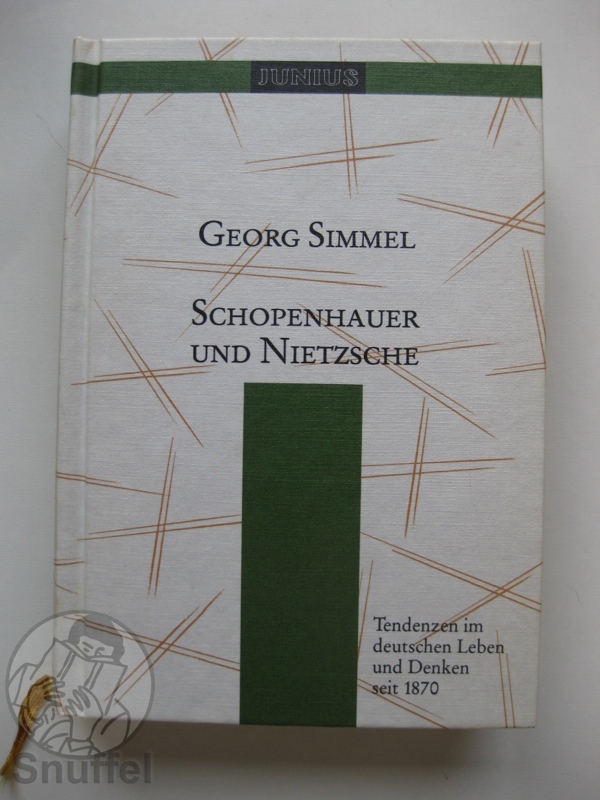 JUNIUS
GEORG SIMMEL
SCHOPENHAUER
UND NIETZSCHE
Tendenzen im
deutschen Leben
und Denken
seit 1870
Snuffel